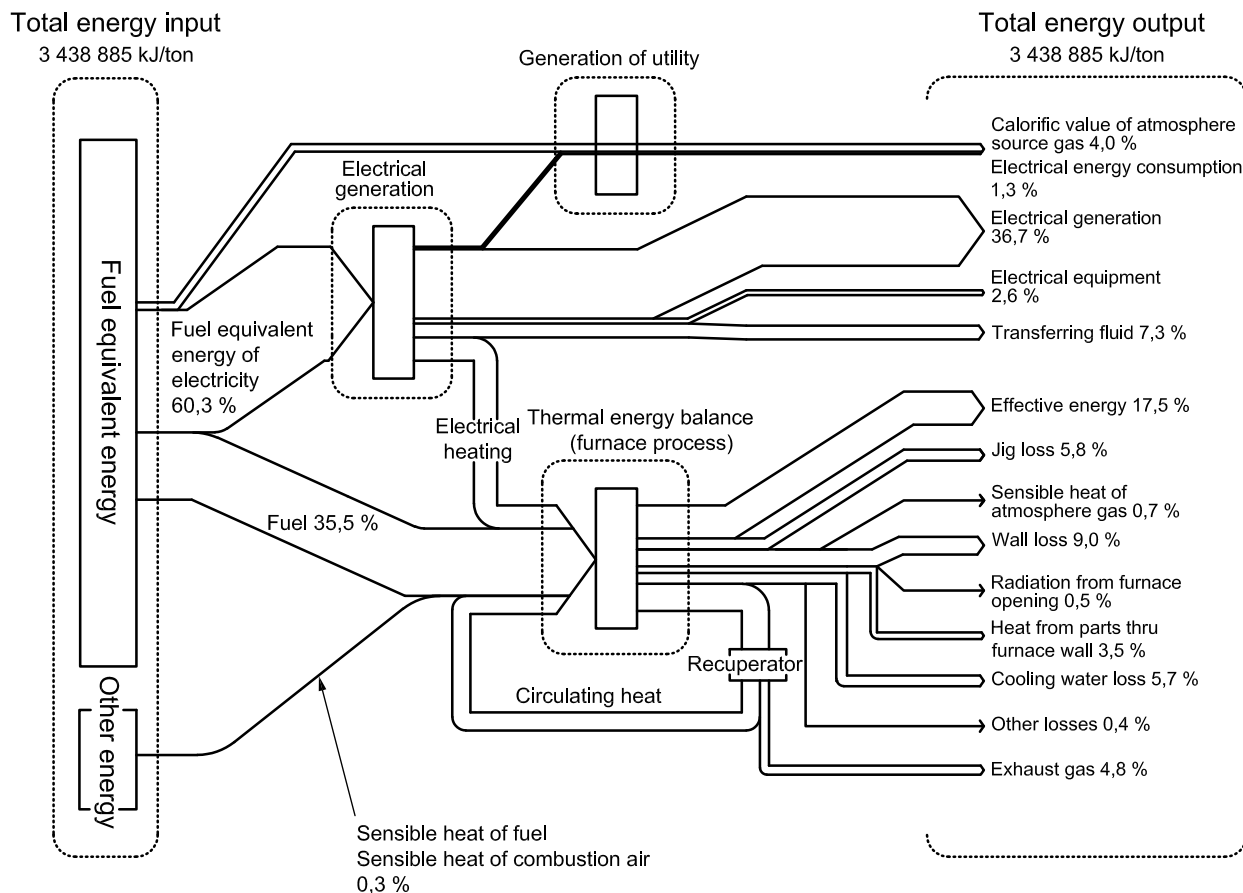 Total energy input
3 438 885 kJ/ton
Total energy output
3 438 885 kJ/ton
Generation of utility
Electrical
generation
Fuel equivalent energy
Other energy
Fuel equivalent
energy of
electricity
60,3 %
Electrical
heating
Thermal energy balance
(furnace process)
Fuel 35,5 %
Recuperator
Circulating heat
Sensible heat of fuel
Sensible heat of combustion air
0,3 %
Calorific value of atmosphere
source gas 4,0 %
Electrical energy consumption
1,3 %
Electrical generation
36,7 %
Electrical equipment
2,6 %
Transferring fluid 7,3 %
Effective energy 17,5 %
Jig loss 5,8 %
Sensible heat of
atmosphere gas 0,7 %
Wall loss 9,0 %
Radiation from furnace
opening 0,5 %
Heat from parts thru
furnace wall 3,5 %
Cooling water loss 5,7 %
Other losses 0,4 %
Exhaust gas 4,8 %